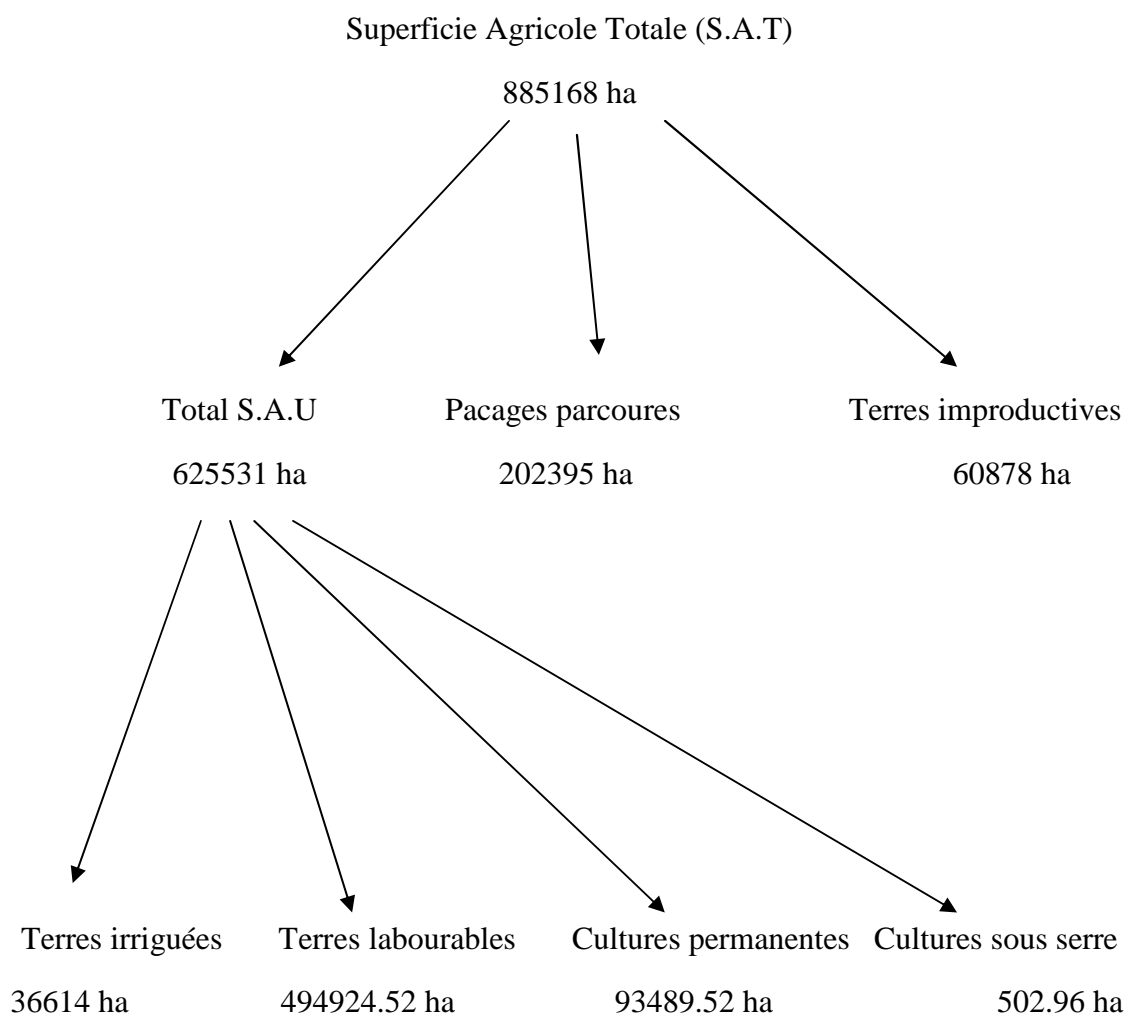 Superficie Agricole Totale (S.A.T)
885168 ha
Total S.A.U Pacages parcoures Terres improductives
625531 ha 202395 ha 60878 ha
Terres irriguées Terres labourables Cultures permanentes Cultures sous serre
36614 ha 494924.52 ha 93489.52 ha 502.96 ha